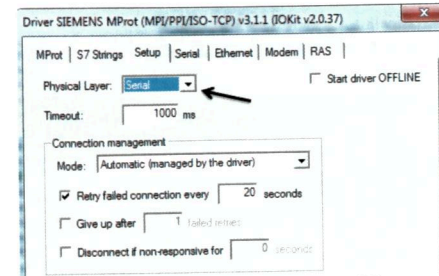 Driver SIEMENS MProt (MPI/PPI/ISO-TCP) v3.1.1 (IOKit v2.0.37)
MProt | S7 Strings Setup | Serial | Ethernet | Modem | RAS |
Physical Layer: Serial Start driver OFFLINE
Timeout: 1000 ms
Connection management
Mode: Automatic (managed by the driver)
Retry failed connection every 20 seconds
Give up after 1 failed retries
Disconnect if non-responsive for 0 seconds